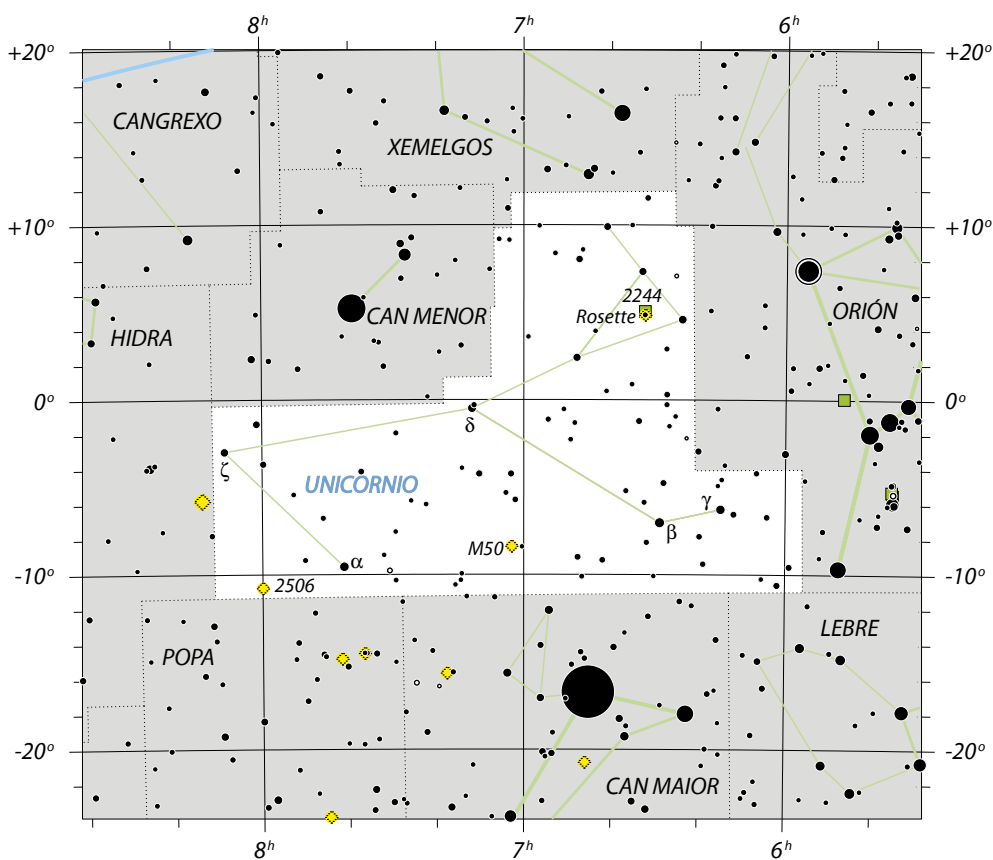 8h 7h 6h
+20o +20o
CANGREXO
XEMELGOS
+10o +10o
2244
Rosette
ORIÓN
CAN MENOR
HIDRA
0o 0o
δ
ζ
UNICORNIO
γ
β
M50
α
-10o -10o
2506
LEBRE
POPA
-20o -20o
CAN MAIOR
8h 7h 6h